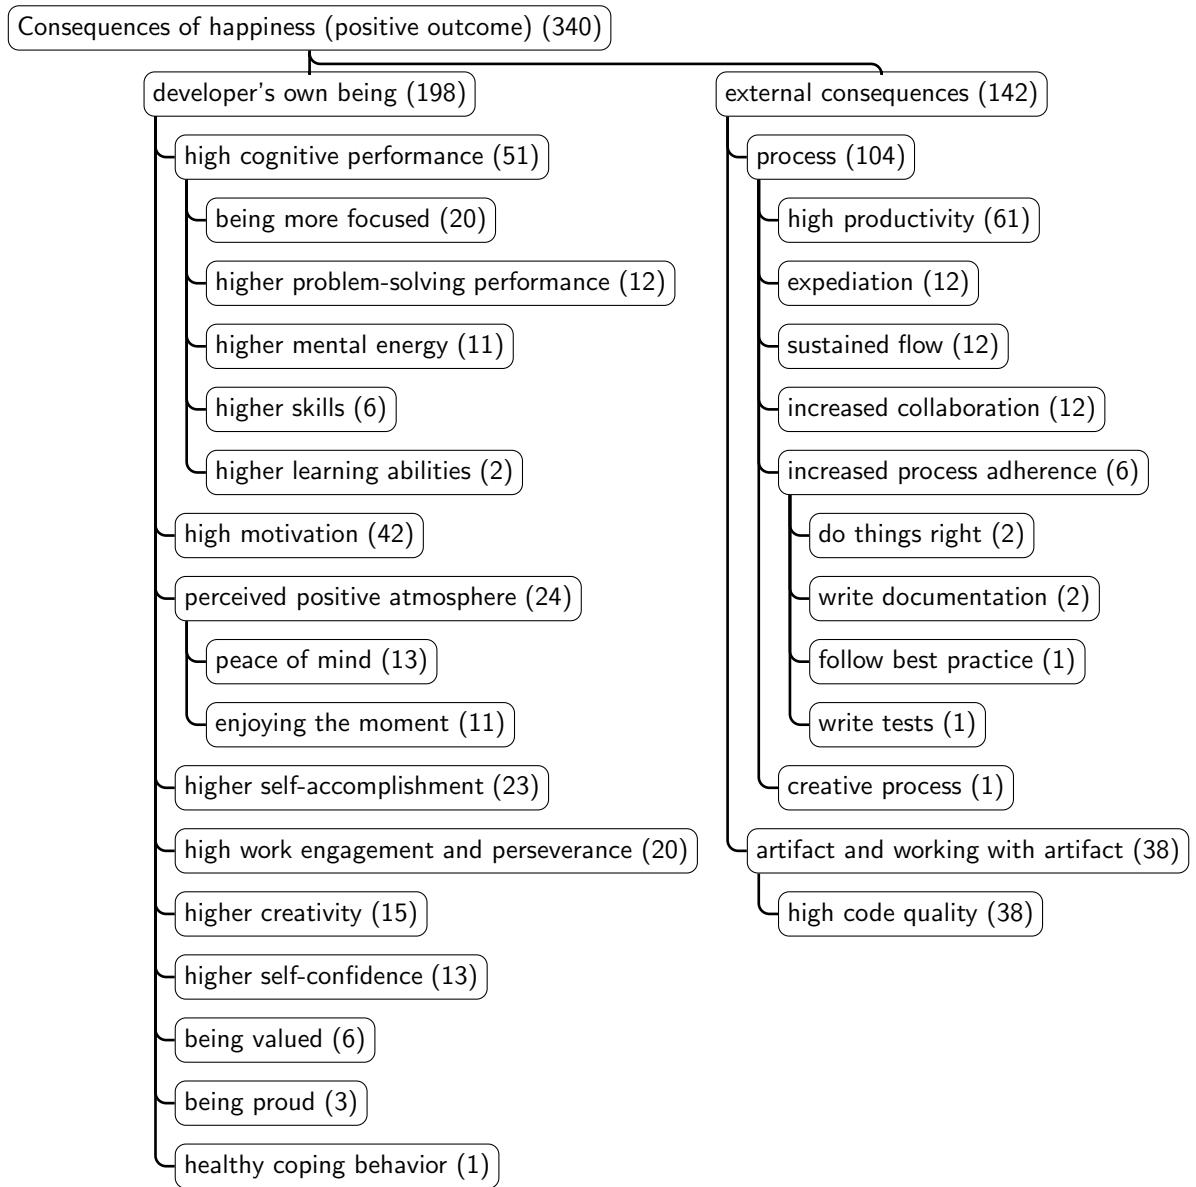 Consequences of happiness (positive outcome) (340)
developer's own being (198)
high cognitive performance (51)
being more focused (20)
higher problem-solving performance (12)
higher mental energy (11)
higher skills (6)
higher learning abilities (2)
high motivation (42)
perceived positive atmosphere (24)
peace of mind (13)
enjoying the moment (11)
higher self-accomplishment (23)
high work engagement and perseverance (20)
higher creativity (15)
higher self-confidence (13)
being valued (6)
being proud (3)
healthy coping behavior (1)
external consequences (142)
process (104)
high productivity (61)
expediation (12)
sustained flow (12)
increased collaboration (12)
increased process adherence (6)
do things right (2)
write documentation (2)
follow best practice (1)
write tests (1)
creative process (1)
artifact and working with artifact (38)
high code quality (38)